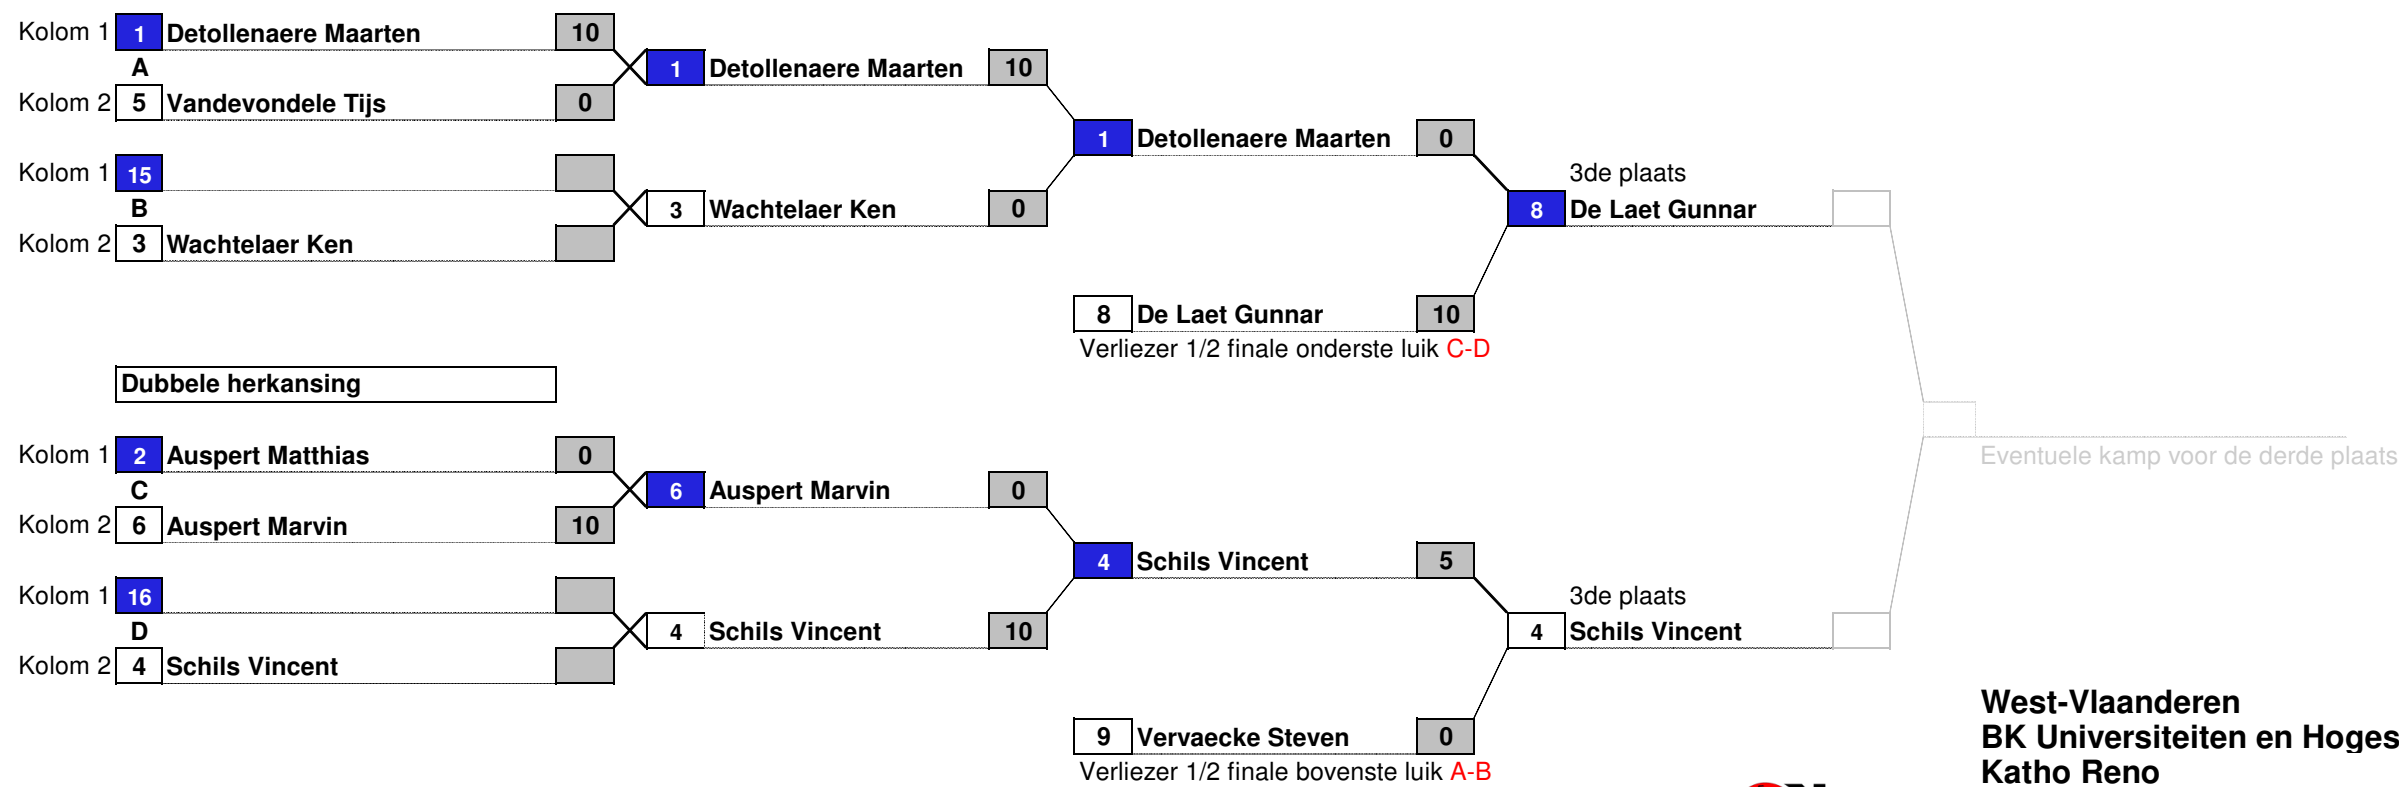 Kolom 1 1 Detollenaere Maarten 10
A 1 Detollenaere Maarten 10
Kolom 2 5 Vandevondele Tijs 0
1 Detollenaere Maarten 0
Kolom 1 15 3de plaats
B 3 Wachtelaer Ken 0 8 De Laet Gunnar
Kolom 2 3 Wachtelaer Ken
8 De Laet Gunnar 10
Verliezer 1/2 finale onderste luik C-D
Dubbele herkansing
Kolom 1 2 Auspert Matthias 0 Eventuele kamp voor de derde plaats
C 6 Auspert Marvin 0
Kolom 2 6 Auspert Marvin 10
4 Schils Vincent 5
Kolom 1 16 3de plaats
D 4 Schils Vincent 10 4 Schils Vincent
Kolom 2 4 Schils Vincent
West-Vlaanderen
9 Vervaecke Steven 0 BK Universiteiten en Hoges
Verliezer 1/2 finale bovenste luik A-B Katho Reno